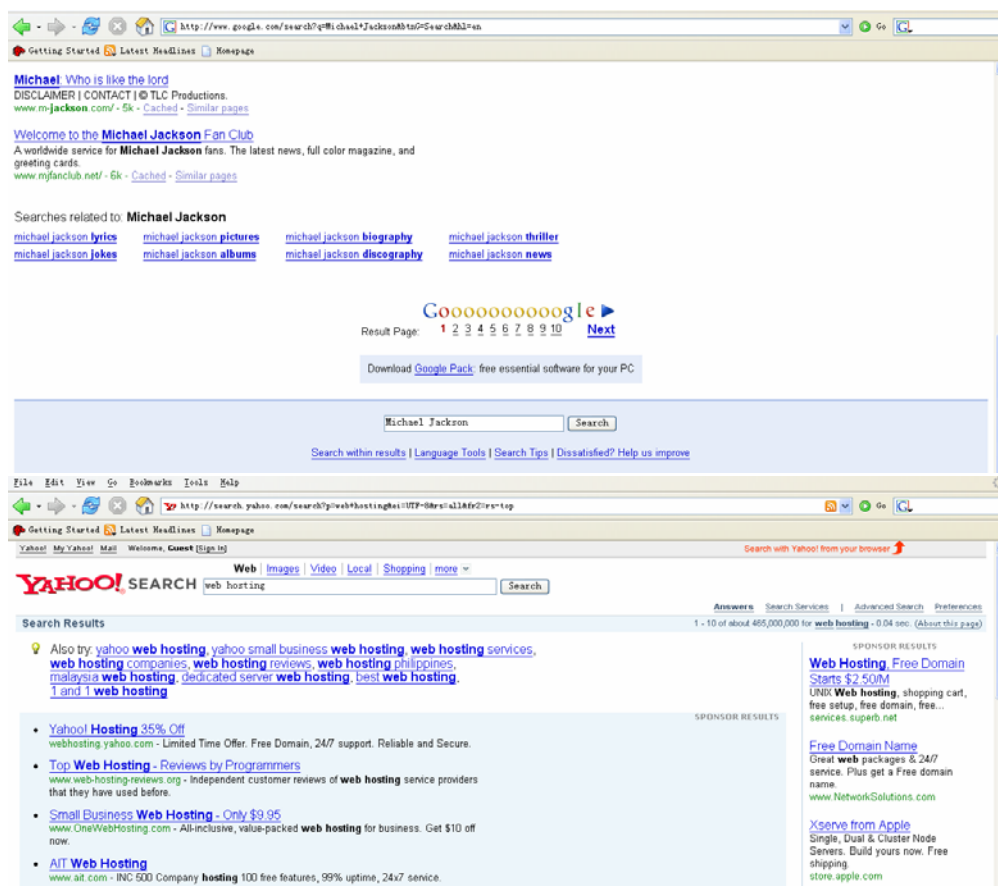 http://www.google.com/search?q=Michael+Jackson&btnG=Search&hl=en
Go
Getting Started Latest Headlines Homepage
Michael: Who is like the lord
DISCLAIMER | CONTACT | © TLC Productions.
www.m-jackson.com/ - 5k - Cached - Similar pages
Welcome to the Michael Jackson Fan Club
A worldwide service for Michael Jackson fans. The latest news, full color magazine, and
greeting cards.
www.mjfanclub.net/ - 6k - Cached - Similar pages
Searches related to: Michael Jackson
michael jackson lyrics michael jackson pictures michael jackson biography michael jackson thriller
michael jackson jokes michael jackson albums michael jackson discography michael jackson news
Goooooooooogle
Result Page: 1 2 3 4 5 6 7 8 9 10 Next
Download Google Pack: free essential software for your PC
Michael Jackson Search
Search within results | Language Tools | Search Tips | Dissatisfied? Help us improve
File Edit View Go Bookmarks Tools Help
http://search.yahoo.com/search?p=web+hosting&ei=UTF-8&rs=all&fr2=rs-top
Go
Getting Started Latest Headlines Homepage
Yahoo! My Yahoo! Mail Welcome, Guest [Sign In] Search with Yahoo! from your browser
Web | Images | Video | Local | Shopping | more
YAHOO! SEARCH web hosting Search
Answers Search Services | Advanced Search Preferences
Search Results 1 - 10 of about 465,000,000 for web hosting - 0.04 sec. (About this page)
Also try: yahoo web hosting, yahoo small business web hosting, web hosting services,
web hosting companies, web hosting reviews, web hosting philippines,
malaysia web hosting, dedicated server web hosting, best web hosting,
1 and 1 web hosting
SPONSOR RESULTS
Yahoo! Hosting 35% Off
webhosting.yahoo.com - Limited Time Offer. Free Domain, 24/7 support. Reliable and Secure.
Top Web Hosting - Reviews by Programmers
www.web-hosting-reviews.org - Independent customer reviews of web hosting service providers
that they have used before.
Small Business Web Hosting - Only $9.95
www.OneWebHosting.com - All-inclusive, value-packed web hosting for business. Get $10 off
now.
AIT Web Hosting
www.ait.com - INC 500 Company hosting 100 free features, 99% uptime, 24x7 service.
SPONSOR RESULTS
Web Hosting, Free Domain
Starts $2.50/M
UNIX Web hosting, shopping cart,
free setup, free domain, free...
services.superb.net
Free Domain Name
Great web packages & 24/7
service. Plus get a Free domain
name.
www.NetworkSolutions.com
Xserve from Apple
Single, Dual & Cluster Node
Servers. Build yours now. Free
shipping.
store.apple.com